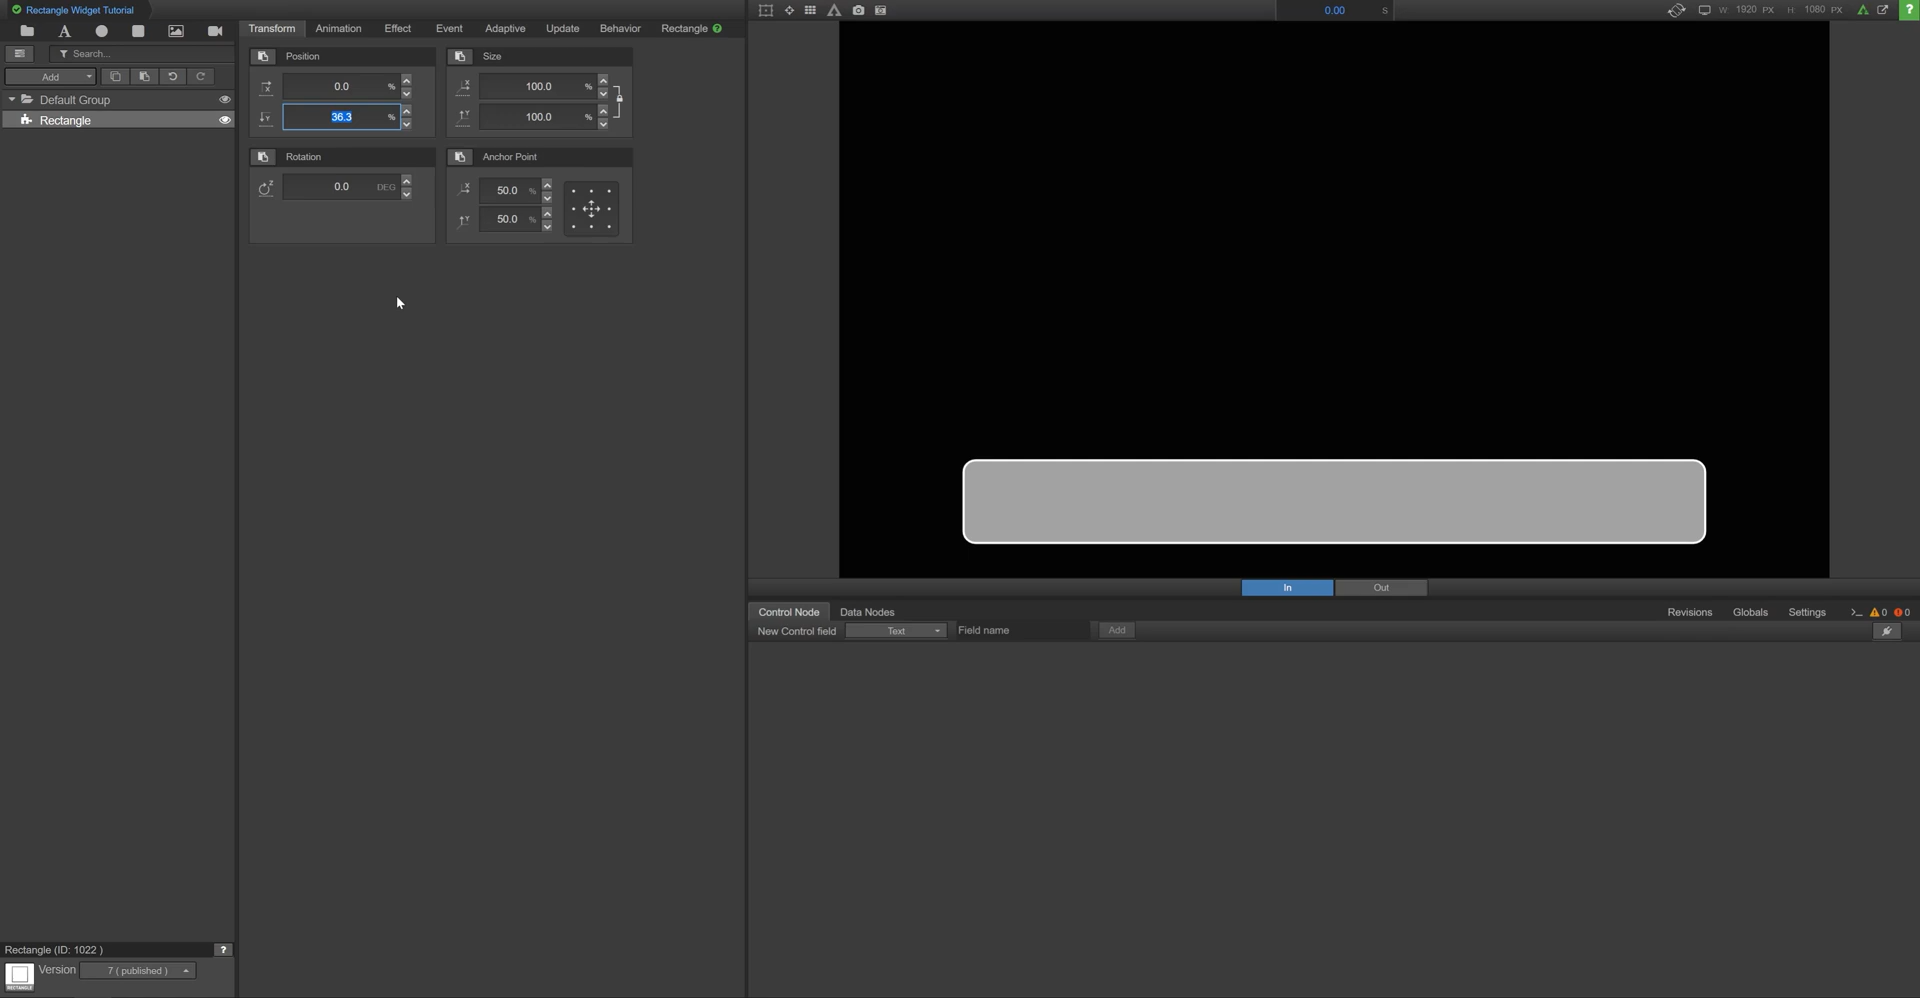 Rectangle Widget Tutorial
0.00 S
W: 1920 PX H: 1080 PX
?
A
Transform Animation Effect Event Adaptive Update Behavior Rectangle ?
Search...
Position
Size
Add
X 0.0 %
X 100.0 %
Default Group
Y 36.3 %
Y 100.0 %
Rectangle
Rotation
Anchor Point
Z 0.0 DEG
X 50.0 %
Y 50.0 %
In Out
Control Node Data Nodes
Revisions Globals Settings >_ 0 0
New Control field Text Field name Add
Rectangle (ID: 1022 ) ?
Version 7 ( published )
RECTANGLE